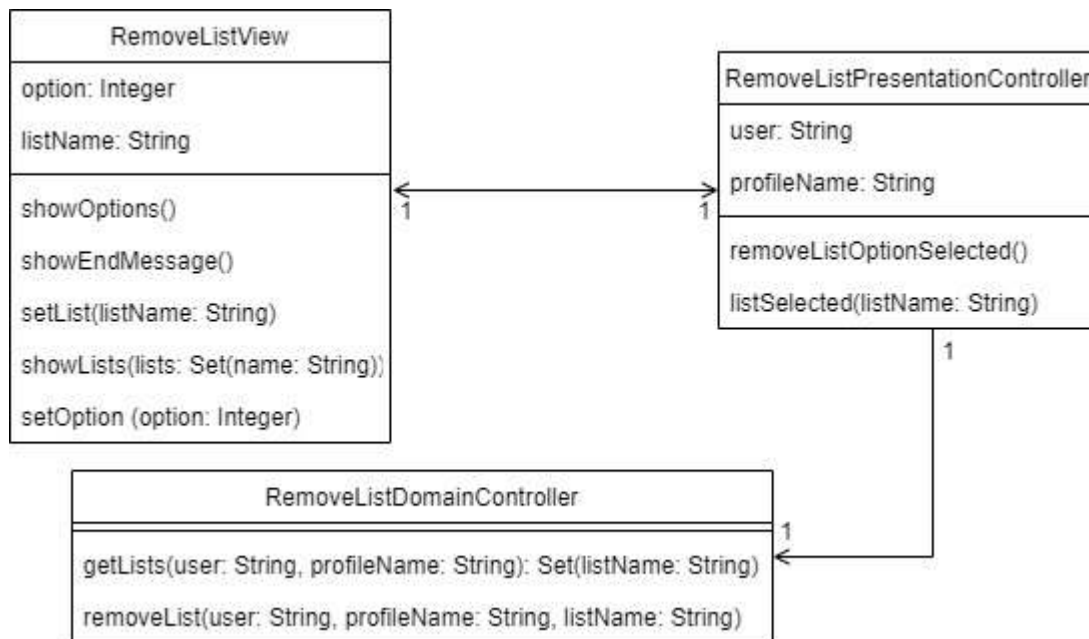 RemoveListView
option: Integer
listName: String
showOptions()
showEndMessage()
setList(listName: String)
showLists(lists: Set(name: String))
setOption (option: Integer)
1
1
RemoveListPresentationController
user: String
profileName: String
removeListOptionSelected()
listSelected(listName: String)
1
1
RemoveListDomainController
getLists(user: String, profileName: String): Set(listName: String)
removeList(user: String, profileName: String, listName: String)